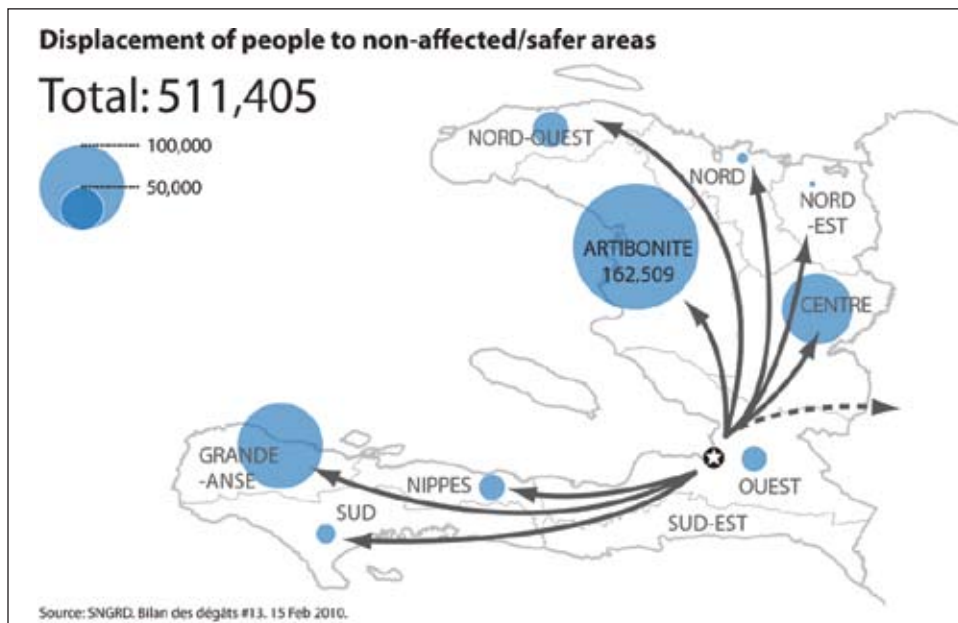 Displacement of people to non-affected/safer areas
Total: 511,405
100,000
50,000
NORD-OUEST
NORD
NORD
-EST
ARTIBONITE
162,509
CENTRE
GRANDE
-ANSE
NIPPES
SUD
OUEST
SUD-EST
Source: SNGRD. Bilan des dégâts #13. 15 Feb 2010.